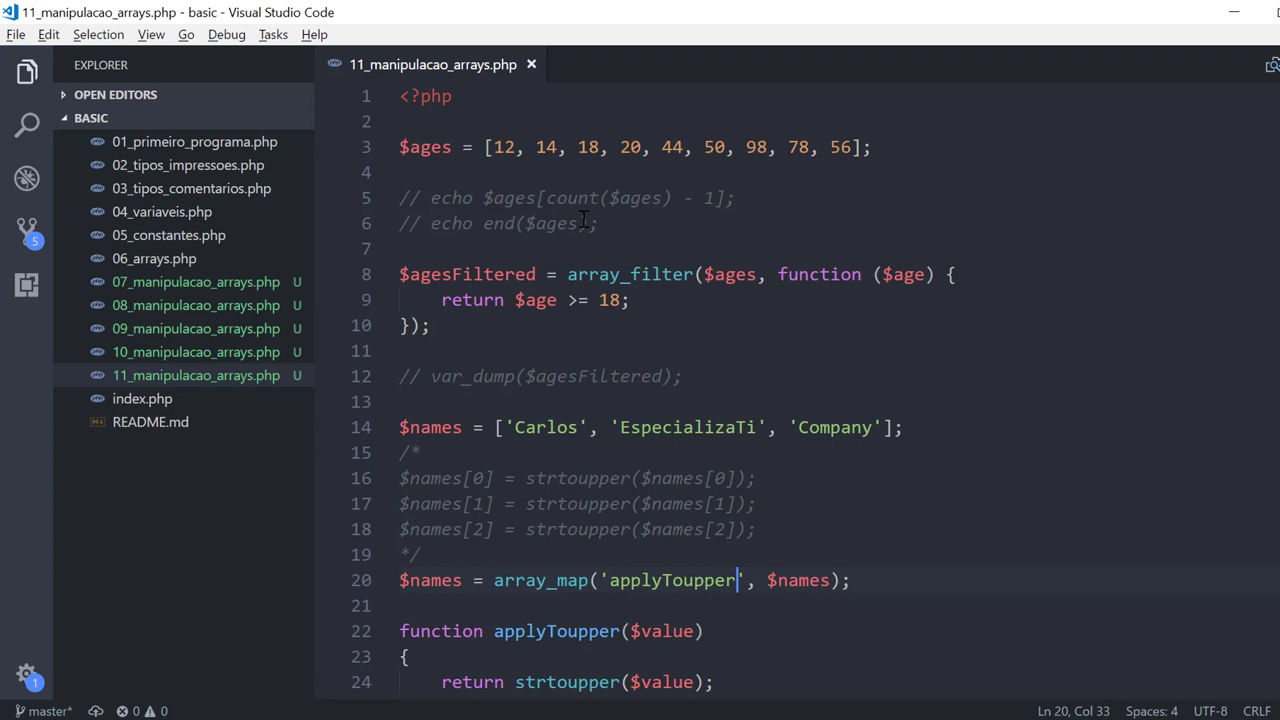 11_manipulacao_arrays.php - basic - Visual Studio Code
File Edit Selection View Go Debug Tasks Help
EXPLORER
11_manipulacao_arrays.php
OPEN EDITORS
BASIC
01_primeiro_programa.php
02_tipos_impressoes.php
03_tipos_comentarios.php
04_variaveis.php
05_constantes.php
06_arrays.php
07_manipulacao_arrays.php U
08_manipulacao_arrays.php U
09_manipulacao_arrays.php U
10_manipulacao_arrays.php U
11_manipulacao_arrays.php U
index.php
README.md
5
1
1 <?php
2
3 $ages = [12, 14, 18, 20, 44, 50, 98, 78, 56];
4
5 // echo $ages[count($ages) - 1];
6 // echo end($ages);
7
8 $agesFiltered = array_filter($ages, function ($age) {
9 return $age >= 18;
10 });
11
12 // var_dump($agesFiltered);
13
14 $names = ['Carlos', 'EspecializaTi', 'Company'];
15 /*
16 $names[0] = strtoupper($names[0]);
17 $names[1] = strtoupper($names[1]);
18 $names[2] = strtoupper($names[2]);
19 */
20 $names = array_map('applyToupper', $names);
21
22 function applyToupper($value)
23 {
24 return strtoupper($value);
master* 0 0 Ln 20, Col 33 Spaces: 4 UTF-8 CRLF